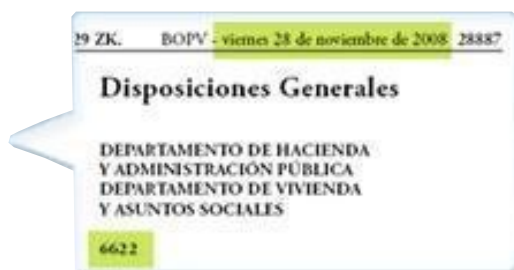 29 ZK. BOPV - viernes 28 de noviembre de 2008 28887
Disposiciones Generales
DEPARTAMENTO DE HACIENDA
Y ADMINISTRACIÓN PÚBLICA
DEPARTAMENTO DE VIVIENDA
Y ASUNTOS SOCIALES
6622